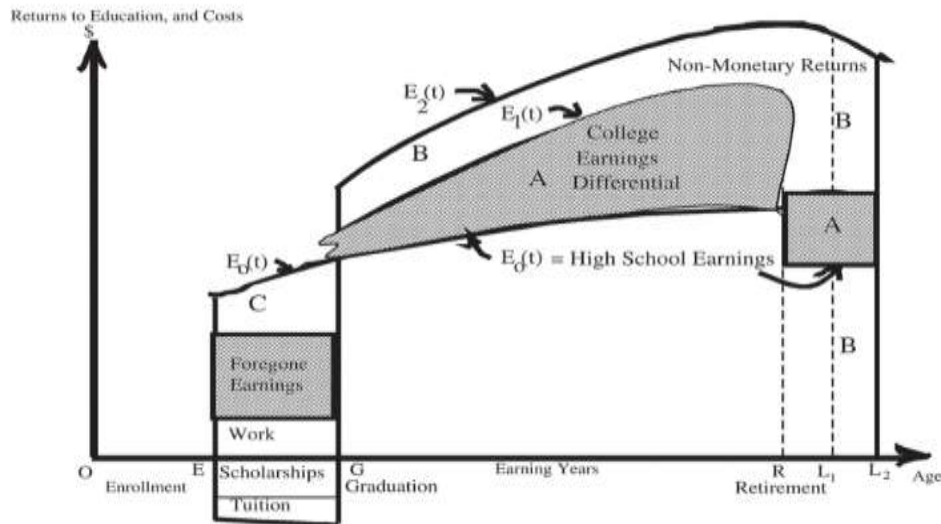 Returns to Education, and Costs
$
Non-Monetary Returns
E2(t)
E1(t)
B
College
Earnings
Differential
A
B
A
E0(t)
E0(t) = High School Earnings
C
B
Foregone
Earnings
Work
O
E
Scholarships
G
Earning Years
R
L1
L2
Age
Enrollment
Graduation
Retirement
Tuition